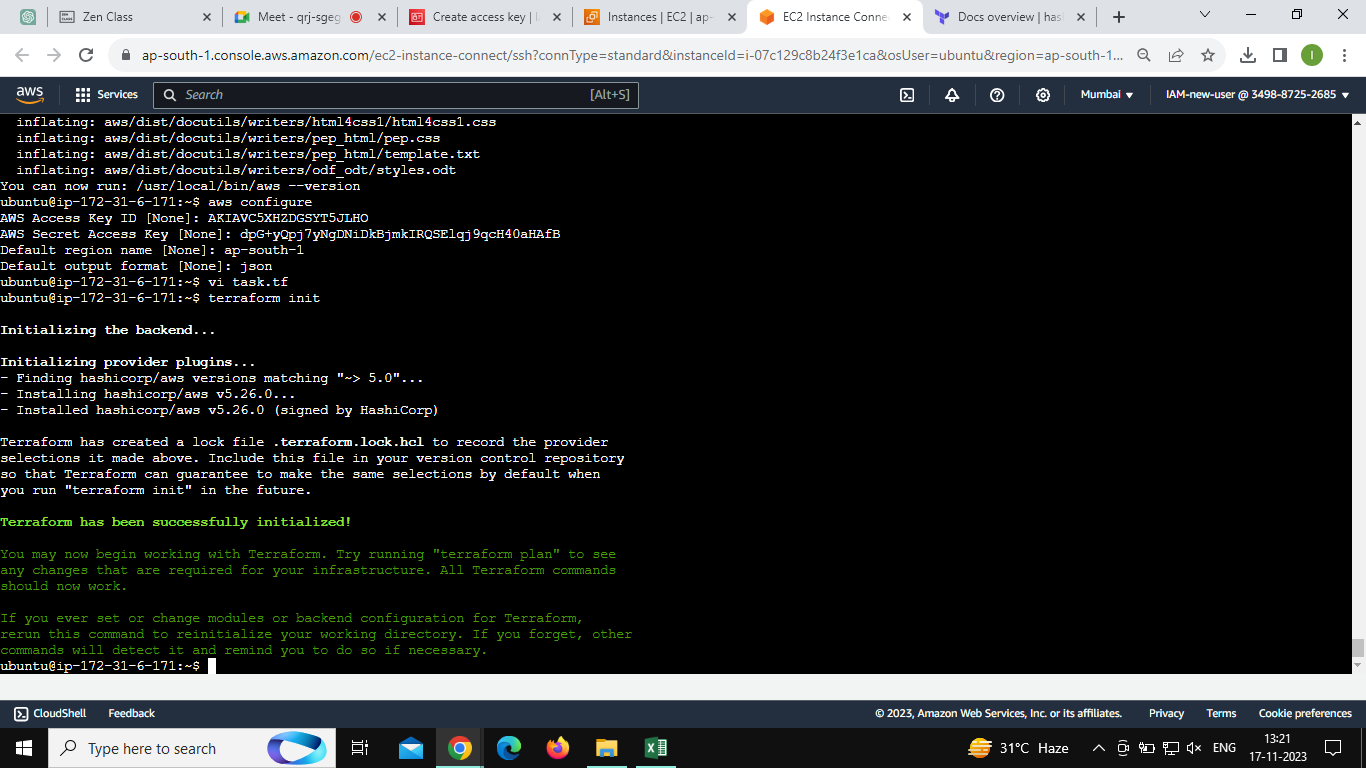 Zen Class
Meet - qrj-sgeg
Create access key |
Instances | EC2 | ap-
EC2 Instance Conne
Docs overview | has
ap-south-1.console.aws.amazon.com/ec2-instance-connect/ssh?connType=standard&instanceId=i-07c129c8b24f3e1ca&osUser=ubuntu&region=ap-south-1...
I
aws
Services
Search
[Alt+S]
Mumbai
IAM-new-user @ 3498-8725-2685
inflating: aws/dist/docutils/writers/html4css1/html4css1.css
inflating: aws/dist/docutils/writers/pep_html/pep.css
inflating: aws/dist/docutils/writers/pep_html/template.txt
inflating: aws/dist/docutils/writers/odf_odt/styles.odt
You can now run: /usr/local/bin/aws --version
ubuntu@ip-172-31-6-171:~$ aws configure
AWS Access Key ID [None]: AKIAVC5XHZDGSYT5JLHO
AWS Secret Access Key [None]: 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
Default region name [None]: ap-south-1
Default output format [None]: json
ubuntu@ip-172-31-6-171:~$ vi task.tf
ubuntu@ip-172-31-6-171:~$ terraform init
Initializing the backend...
Initializing provider plugins...
- Finding hashicorp/aws versions matching "~> 5.0"...
- Installing hashicorp/aws v5.26.0...
- Installed hashicorp/aws v5.26.0 (signed by HashiCorp)
Terraform has created a lock file .terraform.lock.hcl to record the provider
selections it made above. Include this file in your version control repository
so that Terraform can guarantee to make the same selections by default when
you run "terraform init" in the future.
Terraform has been successfully initialized!
You may now begin working with Terraform. Try running "terraform plan" to see
any changes that are required for your infrastructure. All Terraform commands
should now work.
If you ever set or change modules or backend configuration for Terraform,
rerun this command to reinitialize your working directory. If you forget, other
commands will detect it and remind you to do so if necessary.
ubuntu@ip-172-31-6-171:~$
CloudShell
Feedback
© 2023, Amazon Web Services, Inc. or its affiliates.
Privacy
Terms
Cookie preferences
Type here to search
31°C Haze
ENG
13:21
17-11-2023